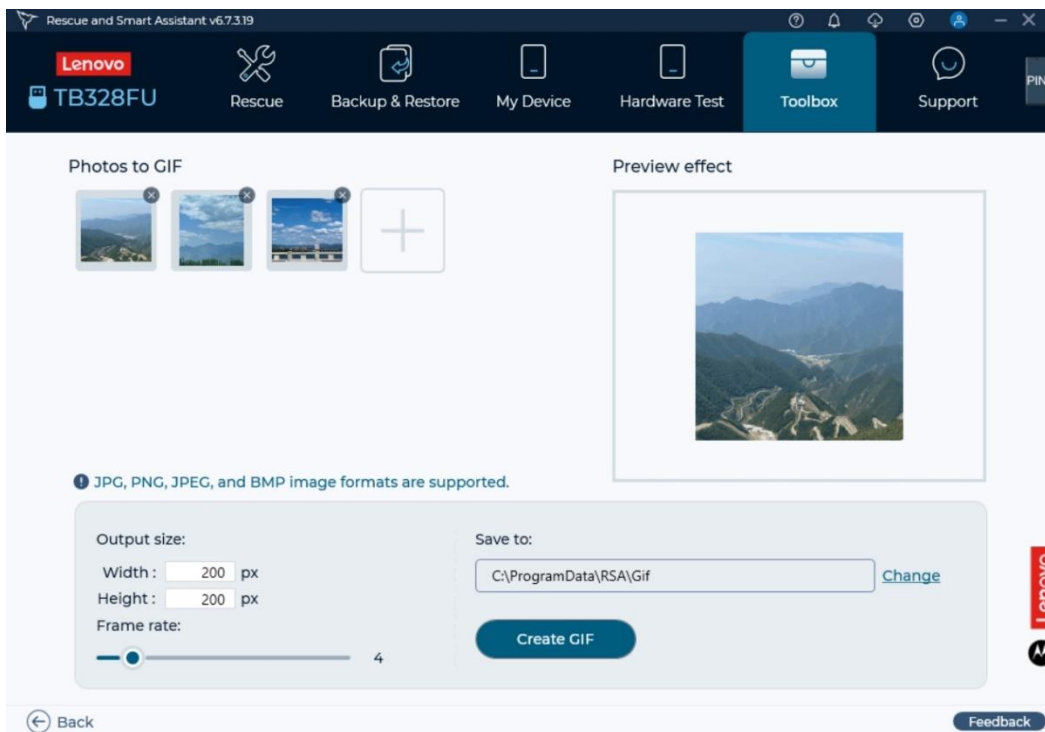 Rescue and Smart Assistant v6.7.3.19
Lenovo
TB328FU
Rescue
Backup & Restore
My Device
Hardware Test
Toolbox
Support
PIN
Photos to GIF
Preview effect
JPG, PNG, JPEG, and BMP image formats are supported.
Output size:
Width : 200 px
Height : 200 px
Frame rate:
4
Save to:
C:\ProgramData\RSA\Gif
Change
Create GIF
Lenovo
Back
Feedback